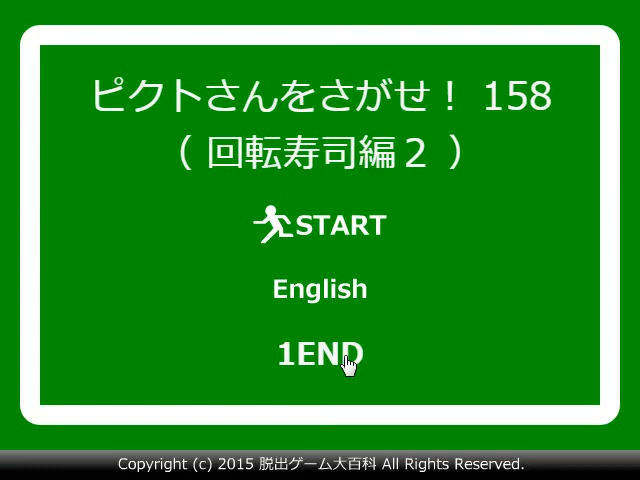 ピクトさんをさがせ！ 158
（ 回転寿司編２ ）
START
English
1END
Copyright (c) 2015 脱出ゲーム大百科 All Rights Reserved.